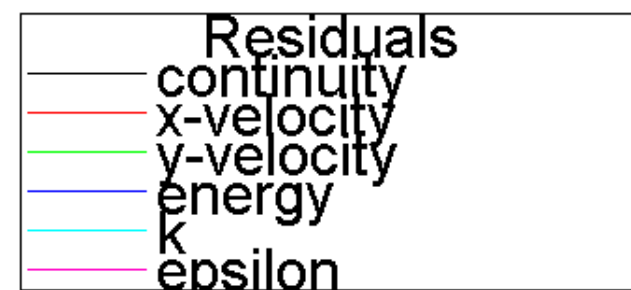 Residuals
continuity
x-velocity
y-velocity
energy
k
epsilon